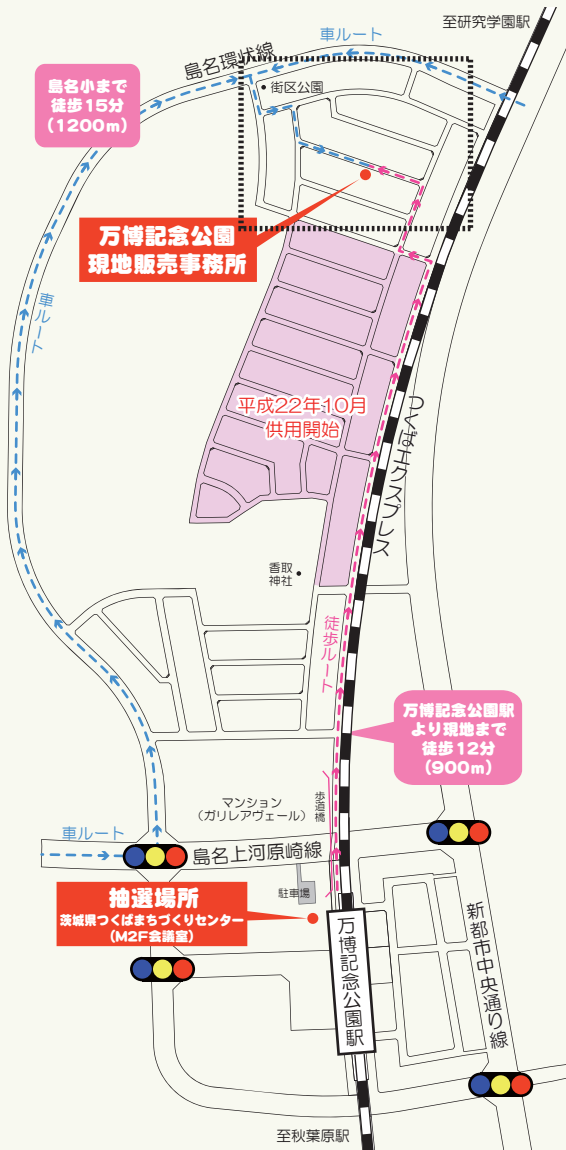 至研究学園駅
車ルート
島名環状線
街区公園
島名小まで
徒歩15分
(1200m)
万博記念公園
現地販売事務所
車ルート
平成22年10月
供用開始
つくばエクスプレス
香取
神社
徒歩ルート
万博記念公園駅
より現地まで
徒歩12分
(900m)
マンション
(ガリレアヴェール)
歩道橋
車ルート
島名上河原崎線
駐車場
抽選場所
茨城県つくばまちづくりセンター
(M2F会議室)
万博記念公園駅
新都市中央通り線
至秋葉原駅